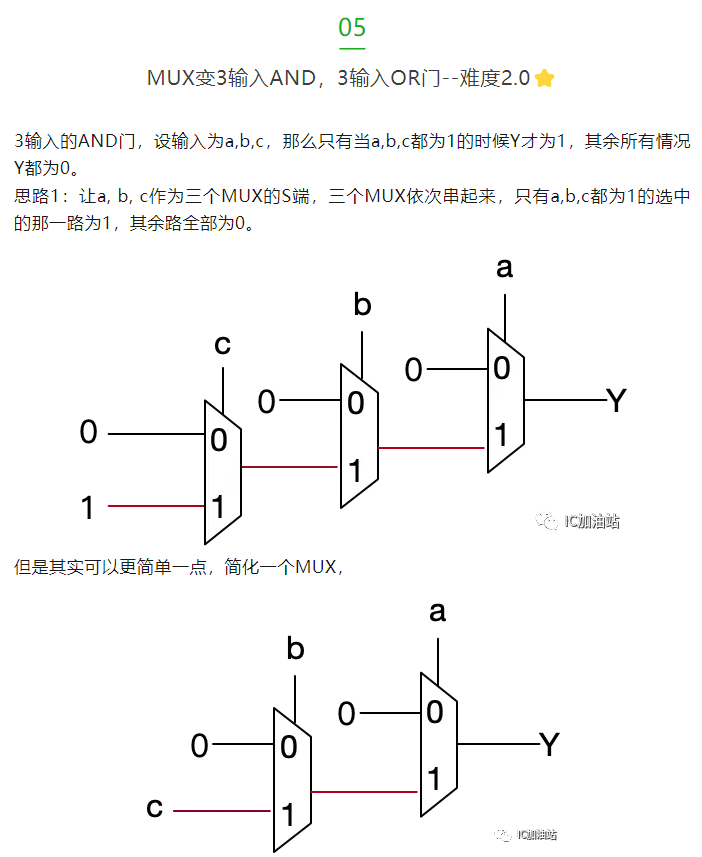 05
MUX变3输入AND，3输入OR门--难度2.0
3输入的AND门，设输入为a,b,c，那么只有当a,b,c都为1的时候Y才为1，其余所有情况
Y都为0。
思路1：让a, b, c作为三个MUX的S端，三个MUX依次串起来，只有a,b,c都为1的选中
的那一路为1，其余路全部为0。
a
b
c
0
0
0
0
0
0
1
1
1
1
Y
IC加油站
但是其实可以更简单一点，简化一个MUX，
a
b
0
0
0
0
c
1
1
Y
IC加油站